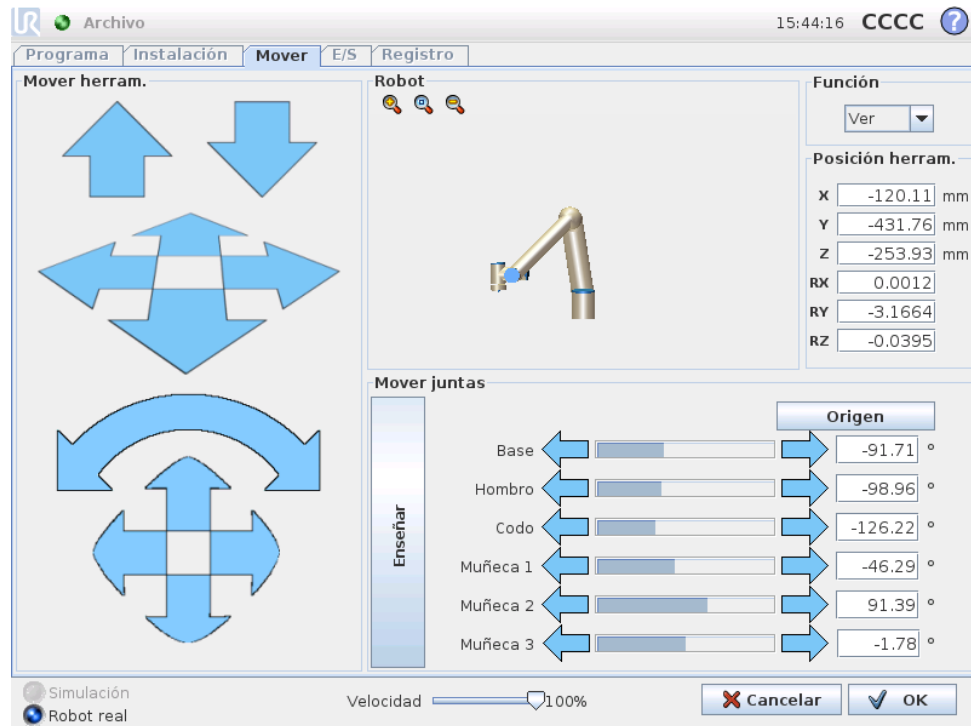 UR Archivo 15:44:16 CCCC ?
Programa Instalación Mover E/S Registro
Mover herram.
Robot
Función
Ver
Posición herram.
X -120.11 mm
Y -431.76 mm
Z -253.93 mm
RX 0.0012
RY -3.1664
RZ -0.0395
Mover juntas
Enseñar
Origen
Base -91.71 º
Hombro -98.96 º
Codo -126.22 º
Muñeca 1 -46.29 º
Muñeca 2 91.39 º
Muñeca 3 -1.78 º
Simulación
Robot real
Velocidad 100%
Cancelar OK